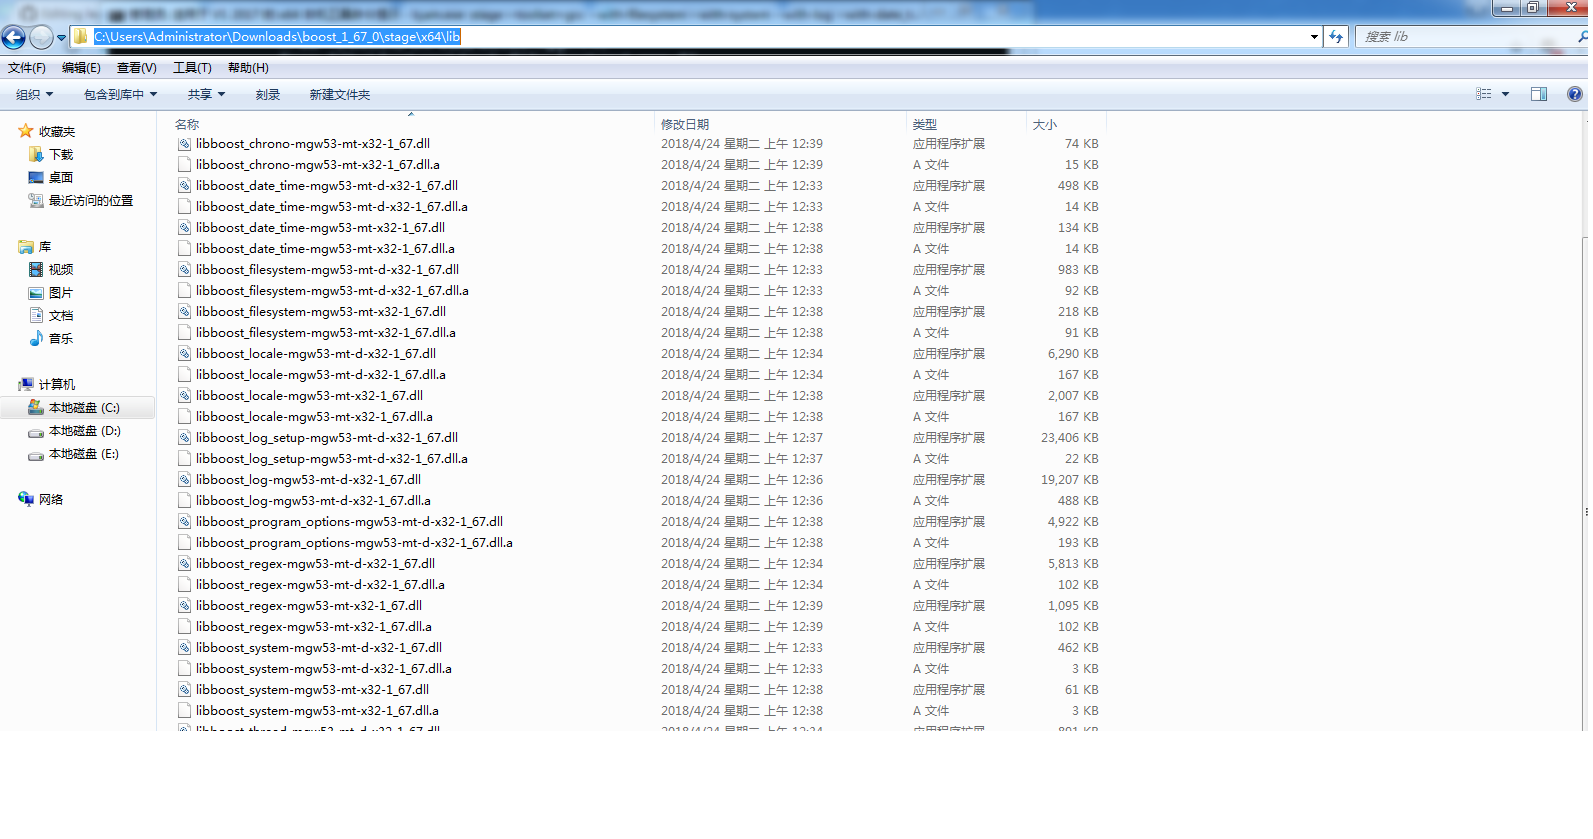 C:\Users\Administrator\Downloads\boost_1_67_0\stage\x64\lib
搜索 lib
文件(F) 编辑(E) 查看(V) 工具(T) 帮助(H)
组织 包含到库中 共享 刻录 新建文件夹
收藏夹
下载
桌面
最近访问的位置
库
视频
图片
文档
音乐
计算机
本地磁盘 (C:)
本地磁盘 (D:)
本地磁盘 (E:)
网络
名称 修改日期 类型 大小
libboost_chrono-mgw53-mt-x32-1_67.dll 2018/4/24 星期二 上午 12:39 应用程序扩展 74 KB
libboost_chrono-mgw53-mt-x32-1_67.dll.a 2018/4/24 星期二 上午 12:39 A 文件 15 KB
libboost_date_time-mgw53-mt-d-x32-1_67.dll 2018/4/24 星期二 上午 12:33 应用程序扩展 498 KB
libboost_date_time-mgw53-mt-d-x32-1_67.dll.a 2018/4/24 星期二 上午 12:33 A 文件 14 KB
libboost_date_time-mgw53-mt-x32-1_67.dll 2018/4/24 星期二 上午 12:38 应用程序扩展 134 KB
libboost_date_time-mgw53-mt-x32-1_67.dll.a 2018/4/24 星期二 上午 12:38 A 文件 14 KB
libboost_filesystem-mgw53-mt-d-x32-1_67.dll 2018/4/24 星期二 上午 12:33 应用程序扩展 983 KB
libboost_filesystem-mgw53-mt-d-x32-1_67.dll.a 2018/4/24 星期二 上午 12:33 A 文件 92 KB
libboost_filesystem-mgw53-mt-x32-1_67.dll 2018/4/24 星期二 上午 12:38 应用程序扩展 218 KB
libboost_filesystem-mgw53-mt-x32-1_67.dll.a 2018/4/24 星期二 上午 12:38 A 文件 91 KB
libboost_locale-mgw53-mt-d-x32-1_67.dll 2018/4/24 星期二 上午 12:34 应用程序扩展 6,290 KB
libboost_locale-mgw53-mt-d-x32-1_67.dll.a 2018/4/24 星期二 上午 12:34 A 文件 167 KB
libboost_locale-mgw53-mt-x32-1_67.dll 2018/4/24 星期二 上午 12:38 应用程序扩展 2,007 KB
libboost_locale-mgw53-mt-x32-1_67.dll.a 2018/4/24 星期二 上午 12:38 A 文件 167 KB
libboost_log_setup-mgw53-mt-d-x32-1_67.dll 2018/4/24 星期二 上午 12:37 应用程序扩展 23,406 KB
libboost_log_setup-mgw53-mt-d-x32-1_67.dll.a 2018/4/24 星期二 上午 12:37 A 文件 22 KB
libboost_log-mgw53-mt-d-x32-1_67.dll 2018/4/24 星期二 上午 12:36 应用程序扩展 19,207 KB
libboost_log-mgw53-mt-d-x32-1_67.dll.a 2018/4/24 星期二 上午 12:36 A 文件 488 KB
libboost_program_options-mgw53-mt-d-x32-1_67.dll 2018/4/24 星期二 上午 12:38 应用程序扩展 4,922 KB
libboost_program_options-mgw53-mt-d-x32-1_67.dll.a 2018/4/24 星期二 上午 12:38 A 文件 193 KB
libboost_regex-mgw53-mt-d-x32-1_67.dll 2018/4/24 星期二 上午 12:34 应用程序扩展 5,813 KB
libboost_regex-mgw53-mt-d-x32-1_67.dll.a 2018/4/24 星期二 上午 12:34 A 文件 102 KB
libboost_regex-mgw53-mt-x32-1_67.dll 2018/4/24 星期二 上午 12:39 应用程序扩展 1,095 KB
libboost_regex-mgw53-mt-x32-1_67.dll.a 2018/4/24 星期二 上午 12:39 A 文件 102 KB
libboost_system-mgw53-mt-d-x32-1_67.dll 2018/4/24 星期二 上午 12:33 应用程序扩展 462 KB
libboost_system-mgw53-mt-d-x32-1_67.dll.a 2018/4/24 星期二 上午 12:33 A 文件 3 KB
libboost_system-mgw53-mt-x32-1_67.dll 2018/4/24 星期二 上午 12:38 应用程序扩展 61 KB
libboost_system-mgw53-mt-x32-1_67.dll.a 2018/4/24 星期二 上午 12:38 A 文件 3 KB
libboost_thread-mgw53-mt-d-x32-1_67.dll 2018/4/24 星期二 上午 12:34 应用程序扩展 891 KB